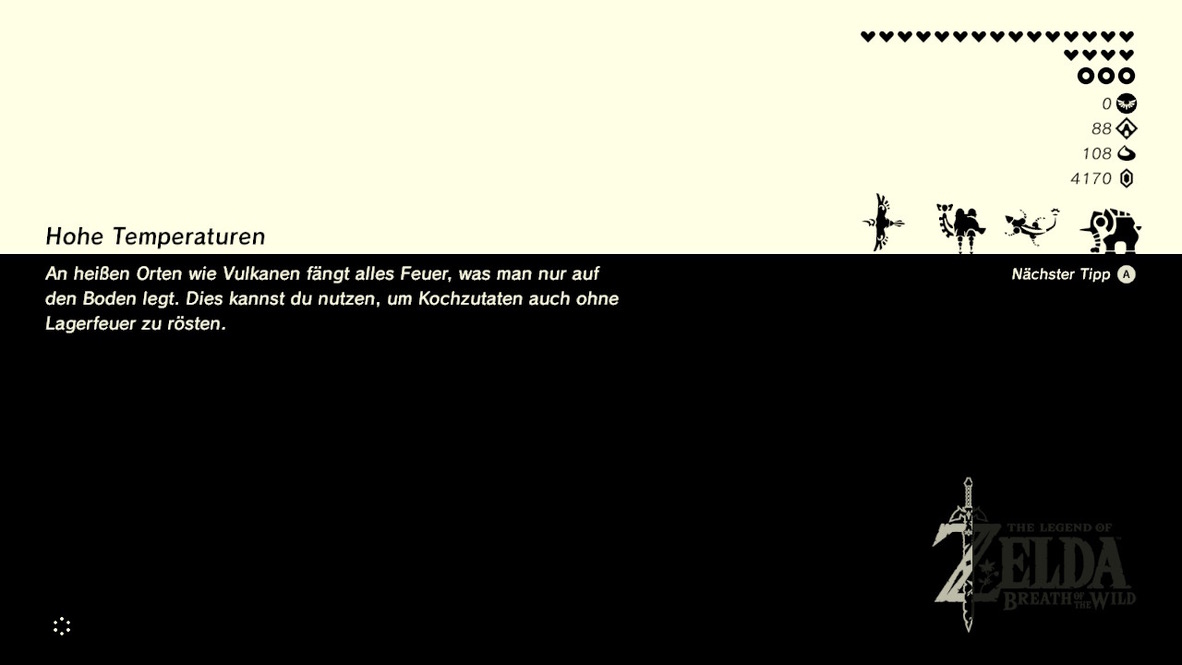 0
88
108
4170
Hohe Temperaturen
An heißen Orten wie Vulkanen fängt alles Feuer, was man nur auf
den Boden legt. Dies kannst du nutzen, um Kochzutaten auch ohne
Lagerfeuer zu rösten.
Nächster Tipp A
THE LEGEND OF
ZELDA
BREATH OF THE WILD